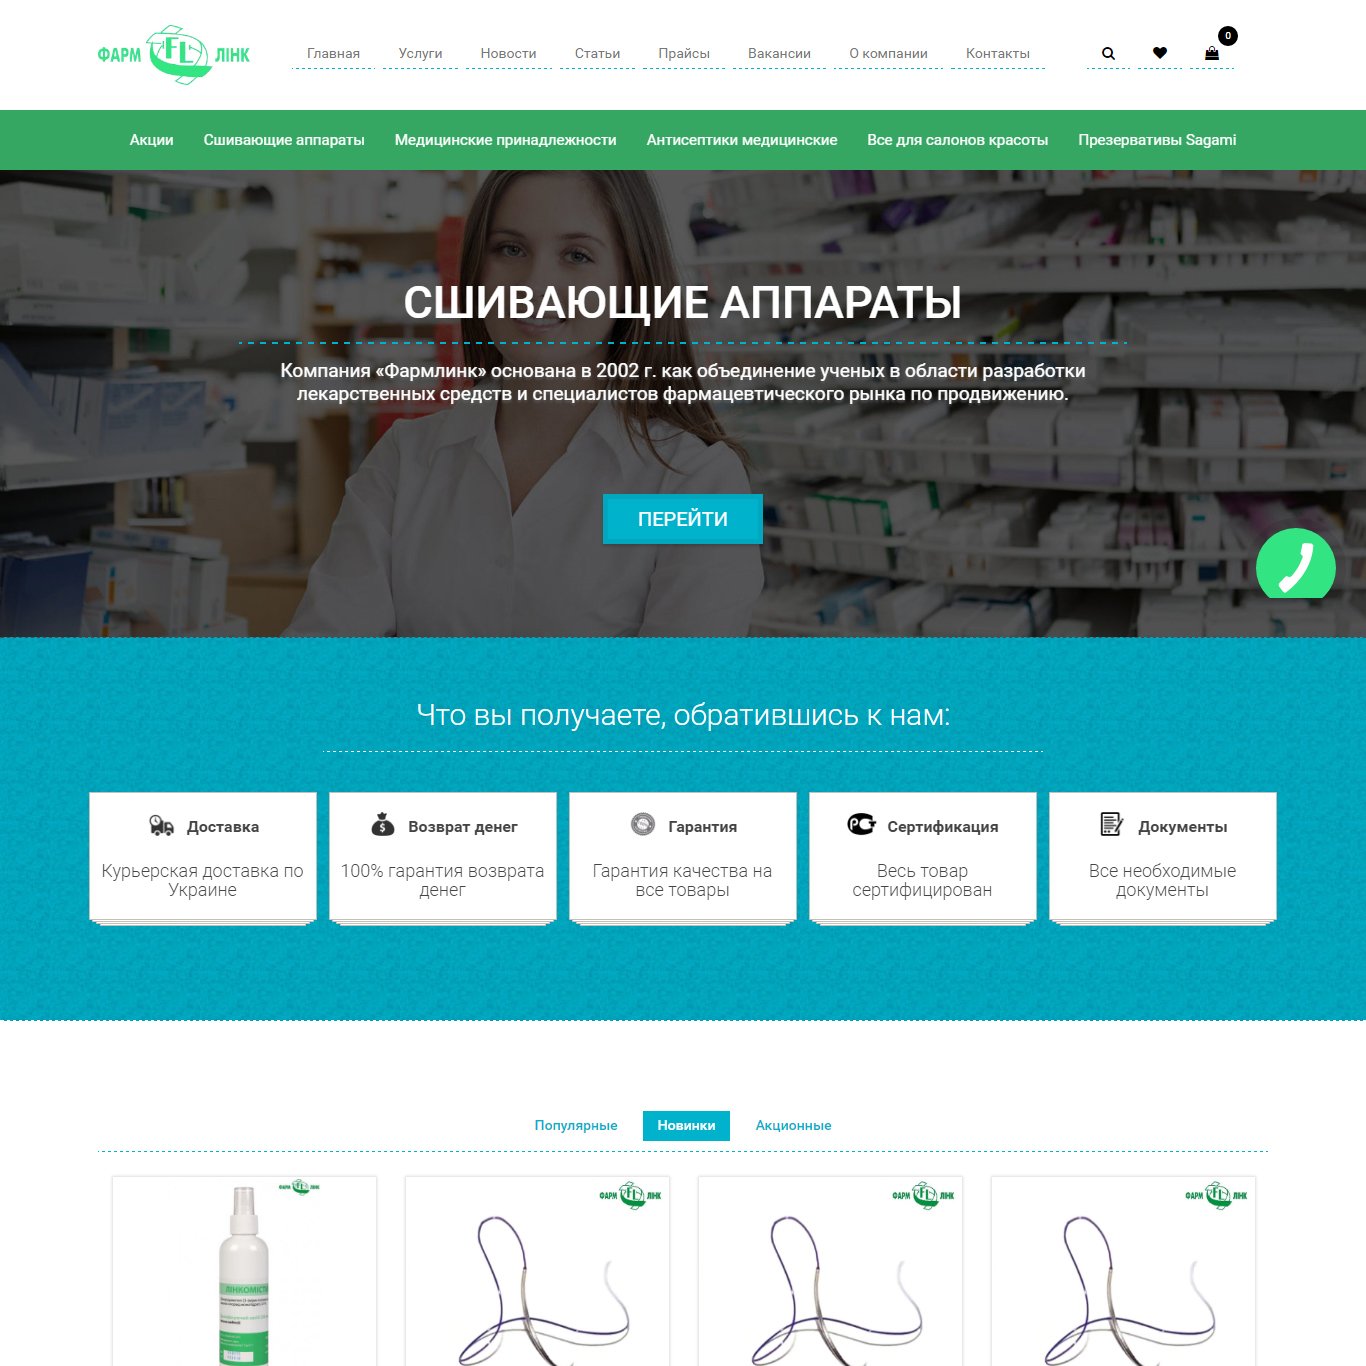 ФАРМ FL ЛІНК
Главная Услуги Новости Статьи Прайсы Вакансии О компании Контакты
0
Акции Сшивающие аппараты Медицинские принадлежности Антисептики медицинские Все для салонов красоты Презервативы Sagami
СШИВАЮЩИЕ АППАРАТЫ
Компания «Фармлинк» основана в 2002 г. как объединение ученых в области разработки
лекарственных средств и специалистов фармацевтического рынка по продвижению.
ПЕРЕЙТИ
Что вы получаете, обратившись к нам:
Доставка
Курьерская доставка по
Украине
Возврат денег
100% гарантия возврата
денег
Гарантия
Гарантия качества на
все товары
Сертификация
Весь товар
сертифицирован
Документы
Все необходимые
документы
Популярные Новинки Акционные
ФАРМ FL ЛІНК
ФАРМ FL ЛІНК
ФАРМ FL ЛІНК
ФАРМ FL ЛІНК